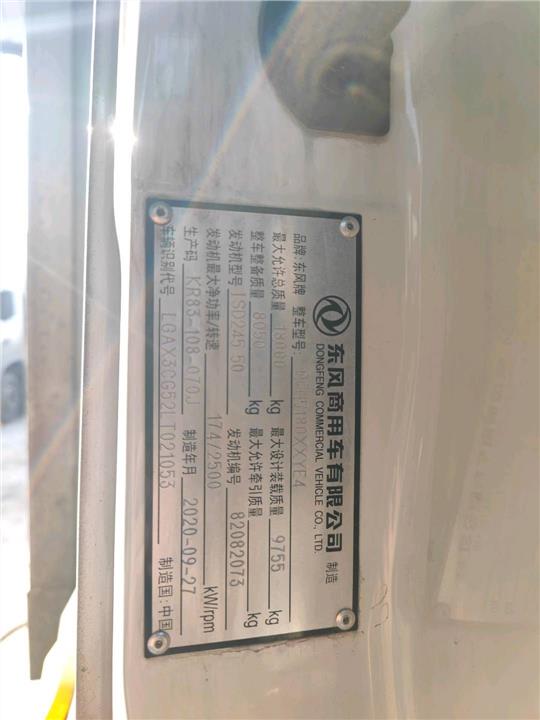 东风商用车有限公司 制造
DONGFENG COMMERCIAL VEHICLE CO., LTD.
品牌 东风牌 整车型号 180XXYE4
最大允许总质量 18000 kg 最大设计装载质量 9755 kg
整车整备质量 8050 kg 最大允许牵引质量 kg
发动机型号 ISD245 50 发动机编号 82082073
发动机最大净功率/转速 174/2500 kW/rpm
生产码 KR83-108-070J 制造年月 2020-09-27
车辆识别代号 制造国:中国